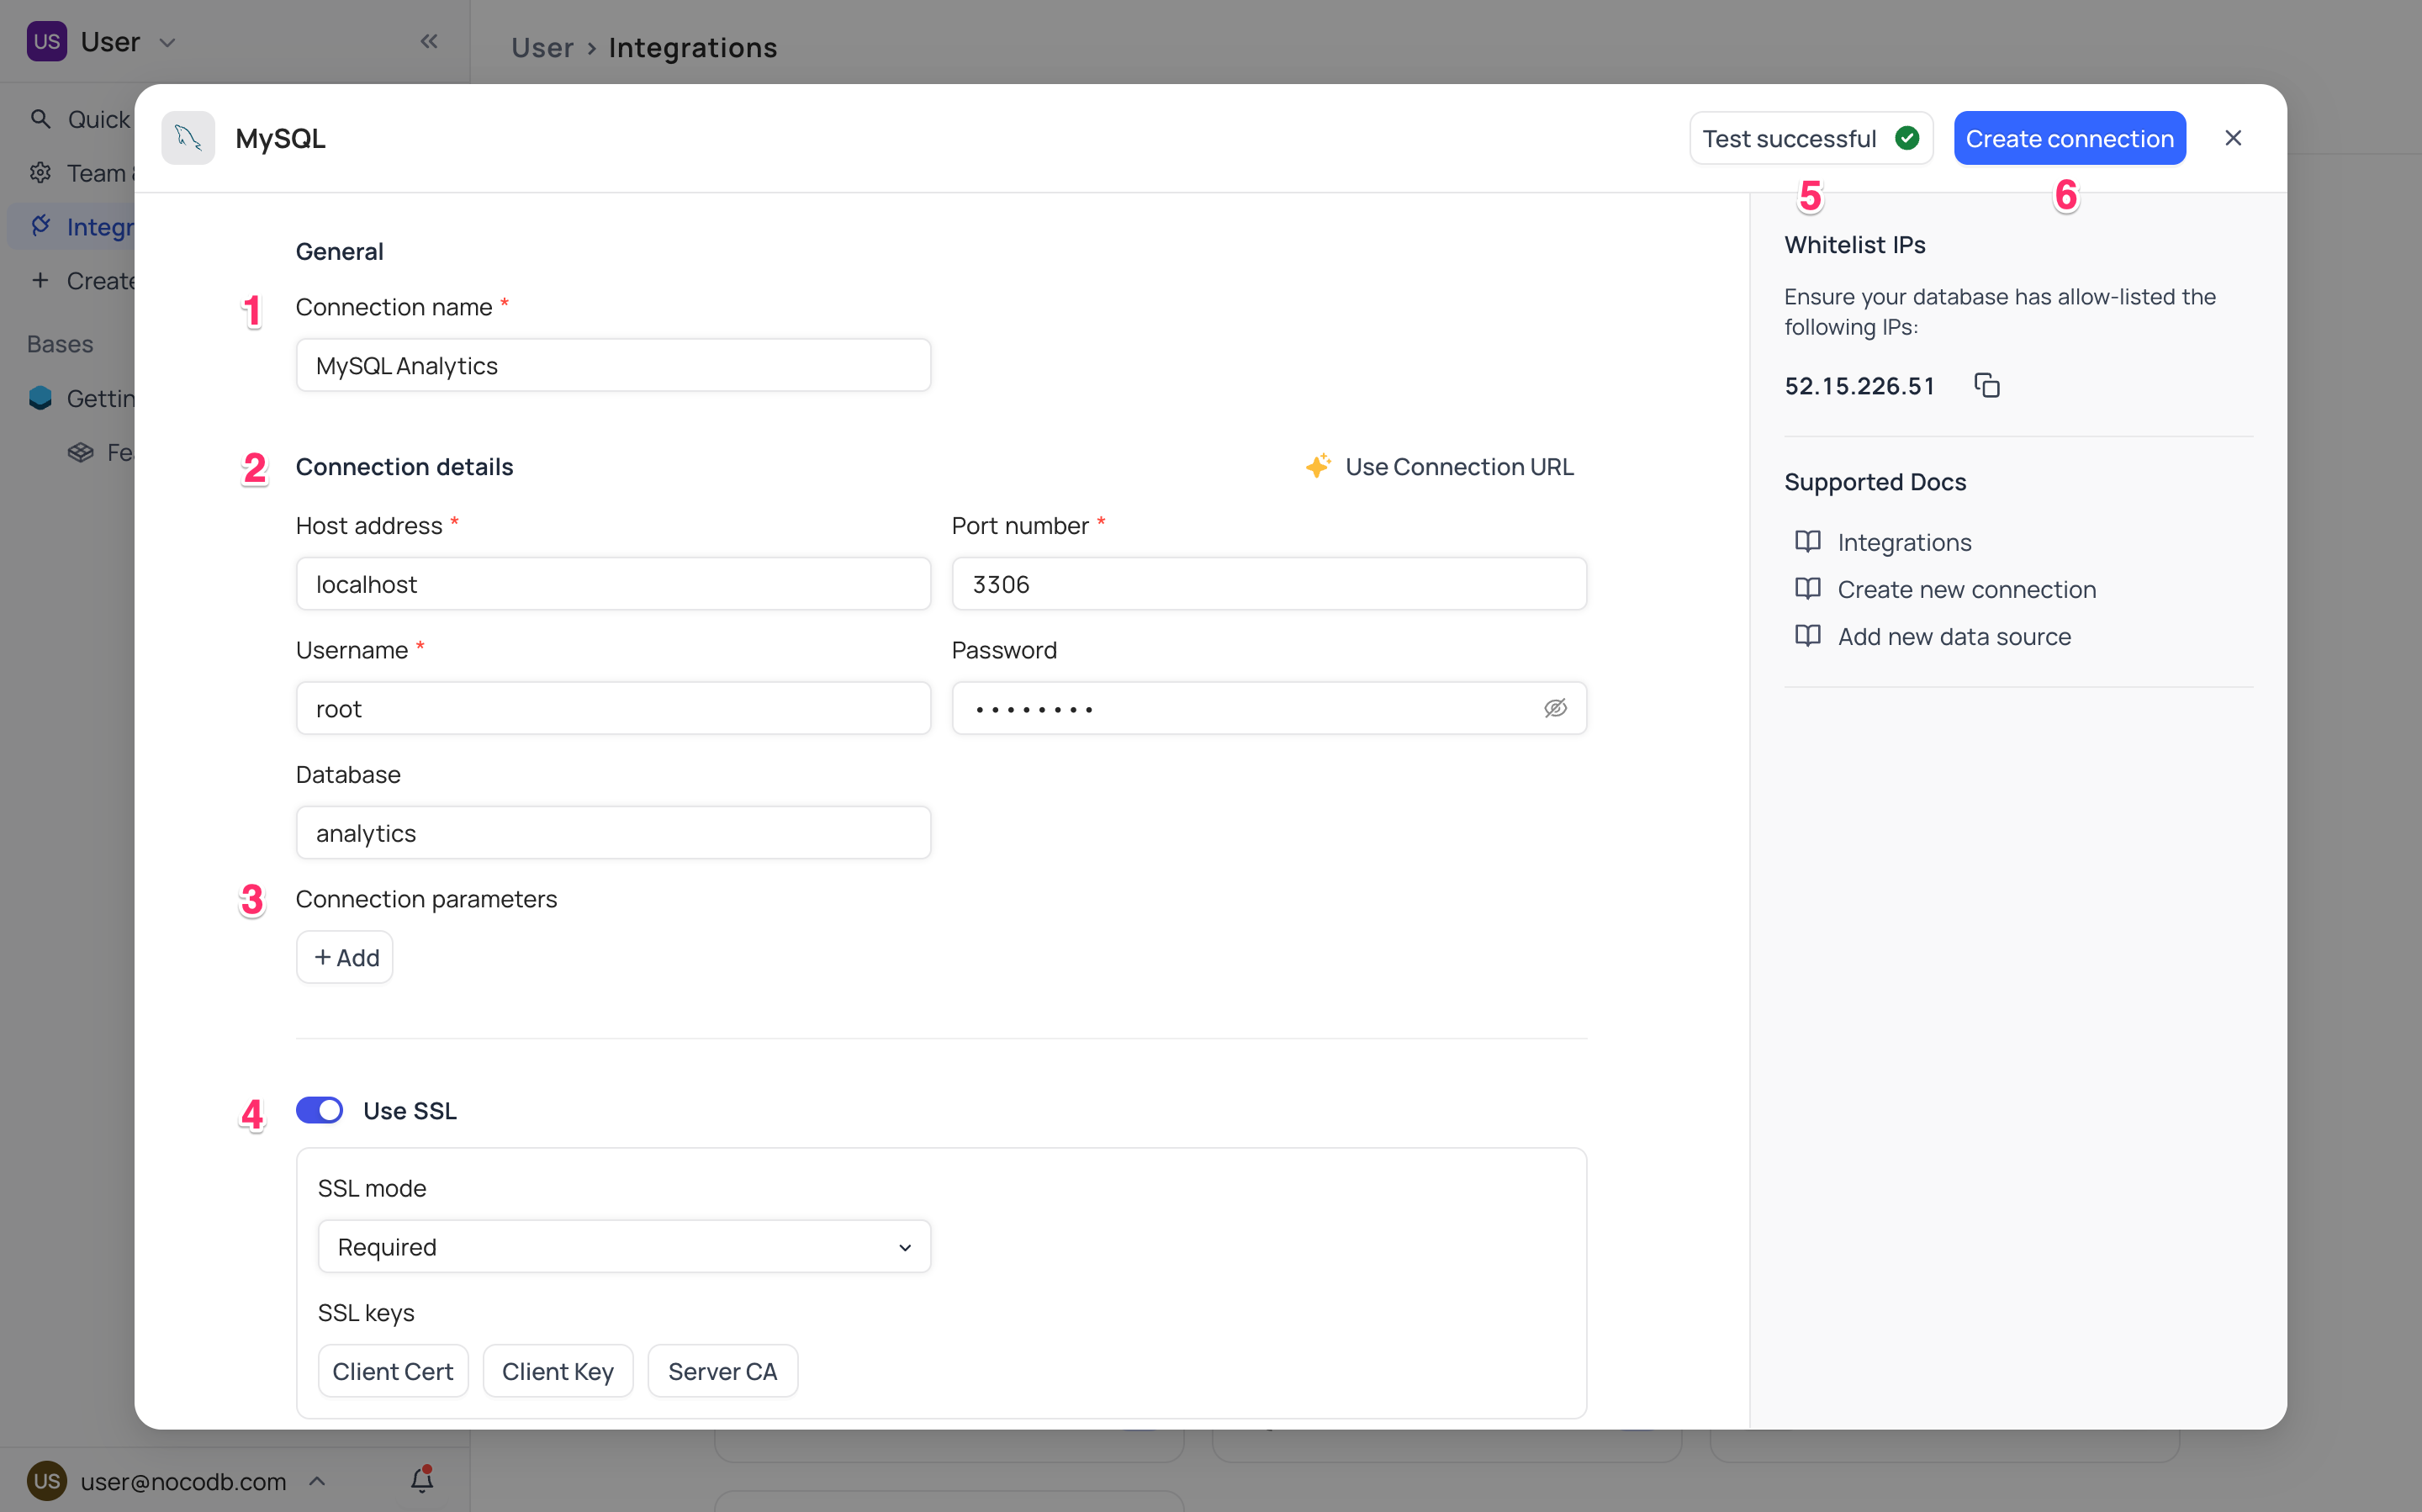 US User
User > Integrations
Quick
Team
Integr
+ Create
Bases
Gettin
Fe
MySQL
Test successful
Create connection
5
6
General
1
Connection name *
MySQL Analytics
2
Connection details
Use Connection URL
Host address *
Port number *
localhost
3306
Username *
Password
root
••••••••
Database
analytics
3
Connection parameters
+ Add
4
Use SSL
SSL mode
Required
SSL keys
Client Cert
Client Key
Server CA
Whitelist IPs
Ensure your database has allow-listed the
following IPs:
52.15.226.51
Supported Docs
Integrations
Create new connection
Add new data source
US user@nocodb.com